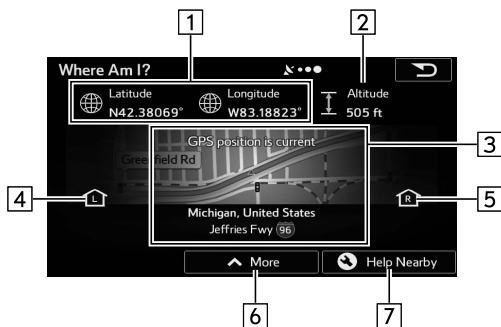 1
2
Where Am I?
Latitude
N42.38069°
Longitude
W83.18823°
Altitude
505 ft
3
GPS position is current
Greenfield Rd
4
L
R
5
Michigan, United States
Jeffries Fwy 96
More
Help Nearby
6
7